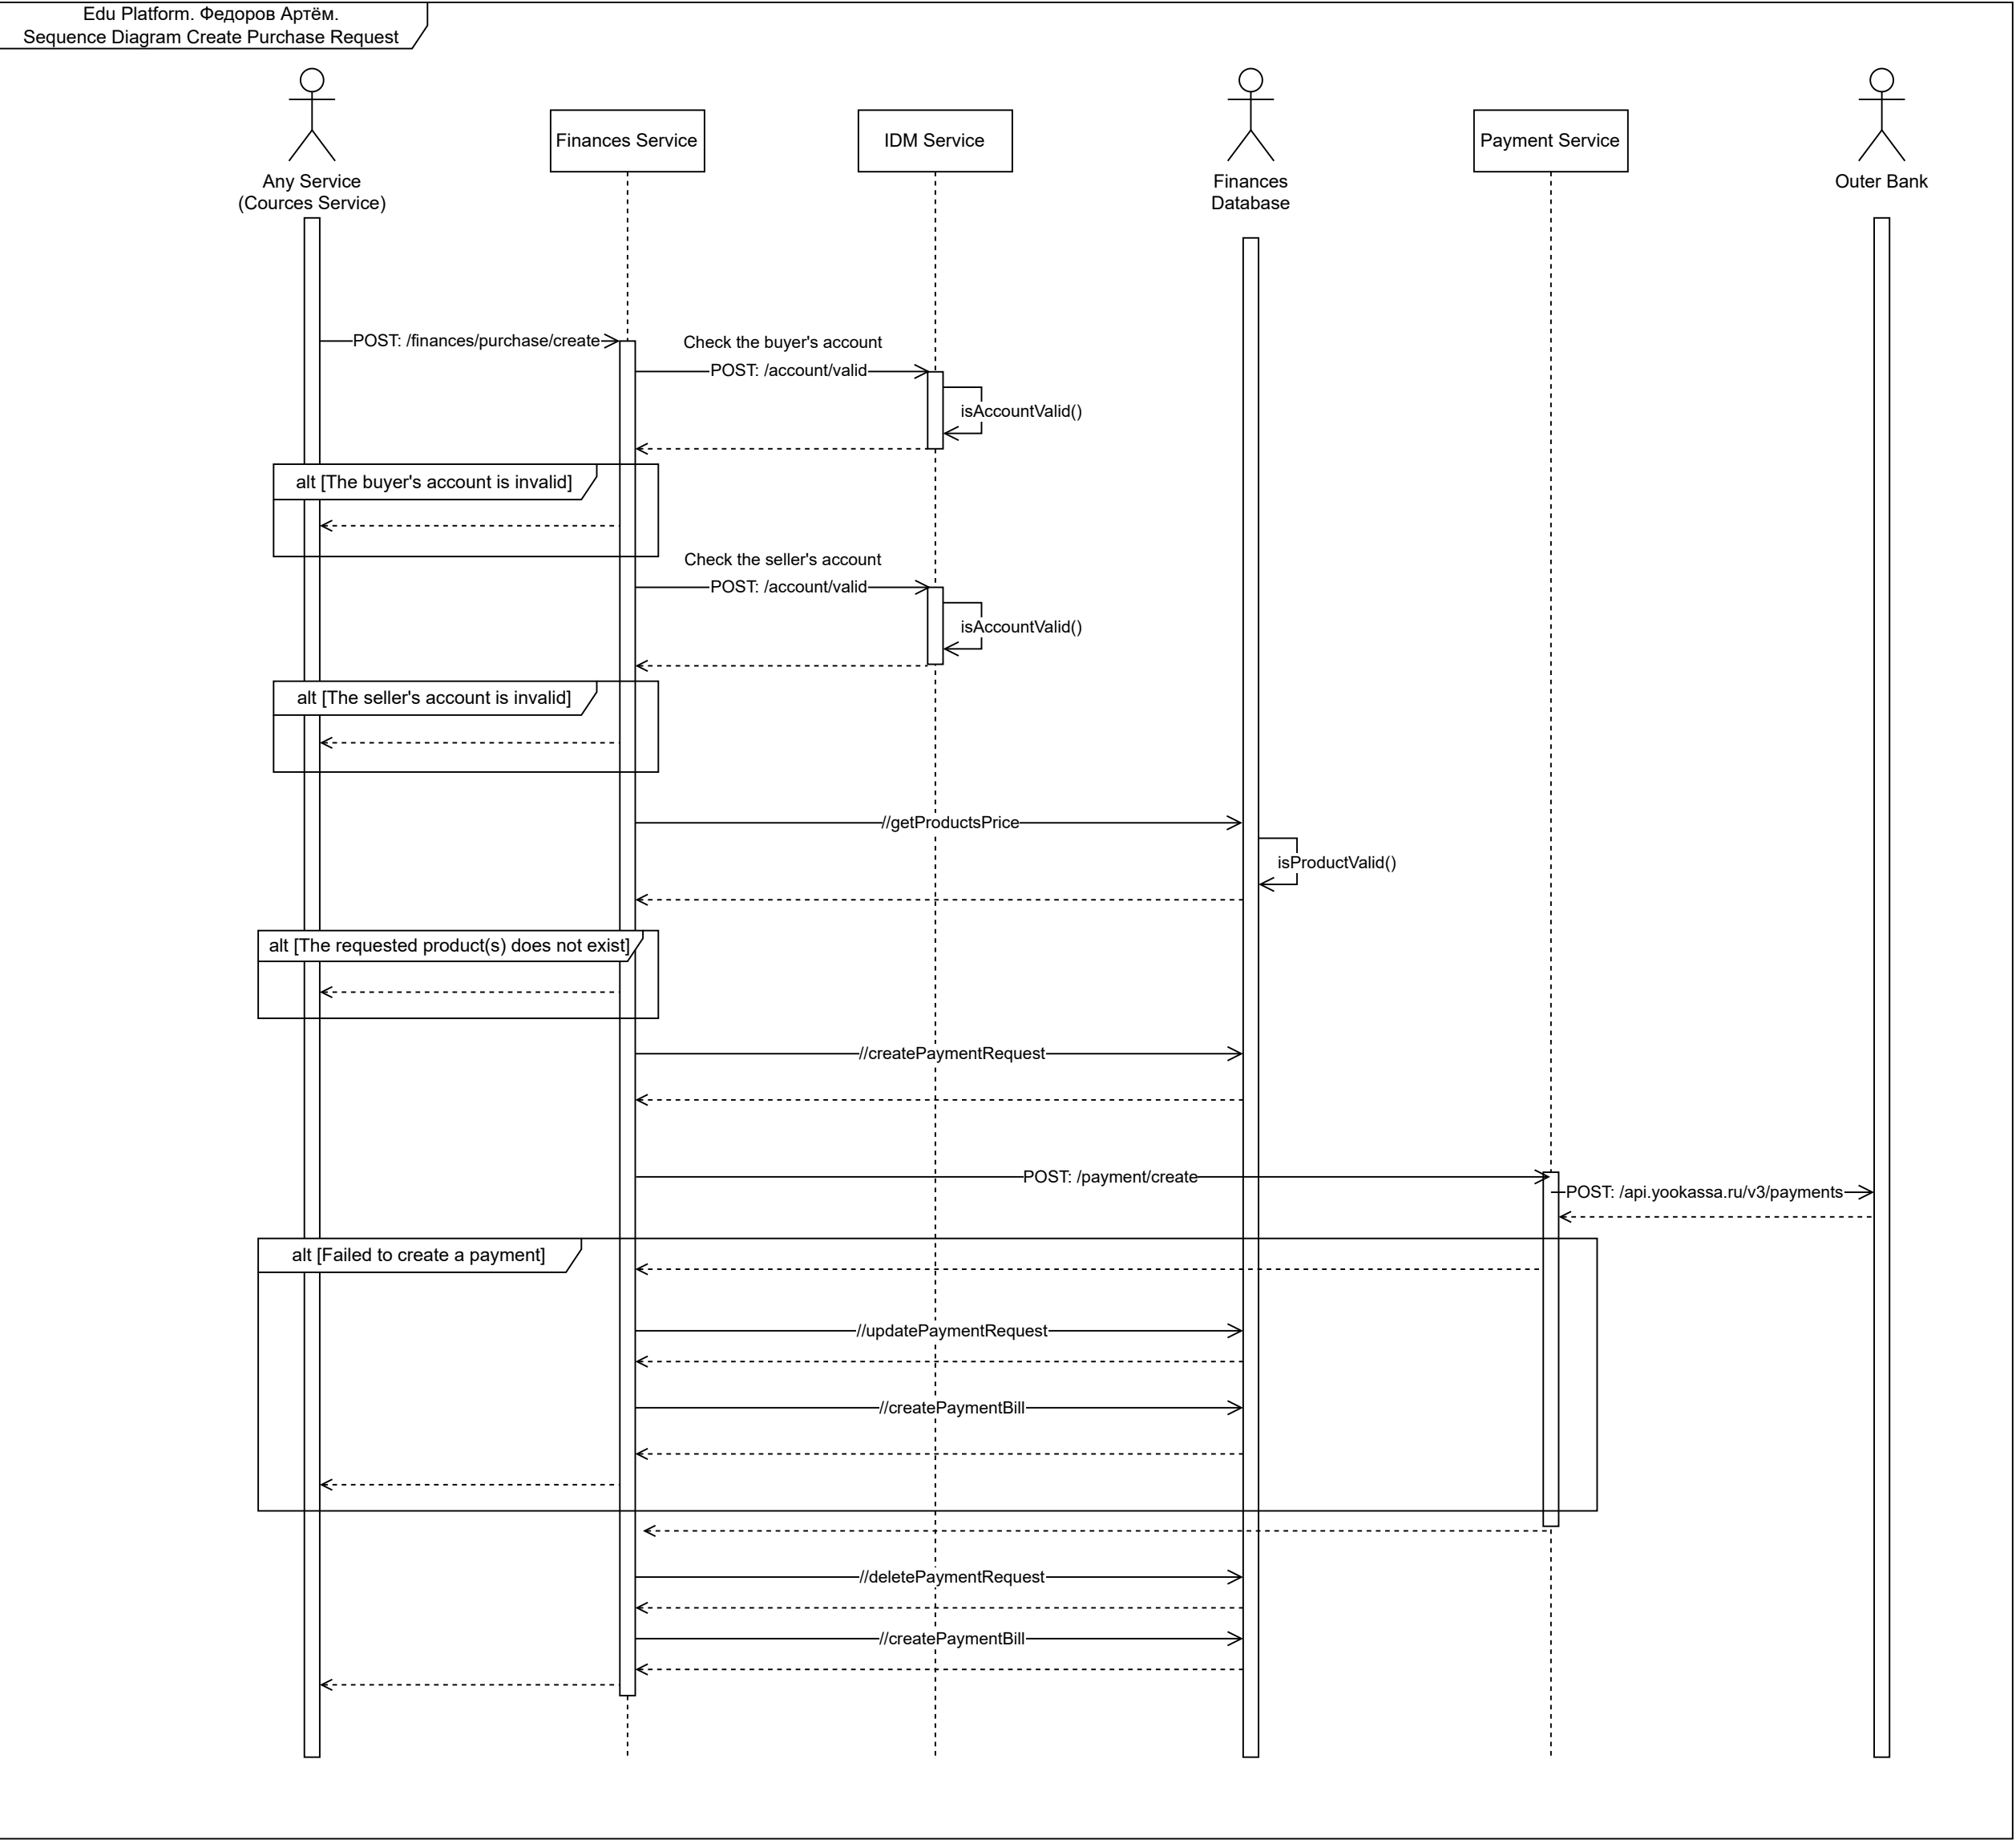 Edu Platform. Федоров Артём.
Sequence Diagram Create Purchase Request
Any Service
(Cources Service)
Finances Service
IDM Service
Finances
Database
Payment Service
Outer Bank
POST: /finances/purchase/create
Check the buyer's account
POST: /account/valid
isAccountValid()
alt [The buyer's account is invalid]
Check the seller's account
POST: /account/valid
isAccountValid()
alt [The seller's account is invalid]
//getProductsPrice
isProductValid()
alt [The requested product(s) does not exist]
//createPaymentRequest
POST: /payment/create
POST: /api.yookassa.ru/v3/payments
alt [Failed to create a payment]
//updatePaymentRequest
//createPaymentBill
//deletePaymentRequest
//createPaymentBill